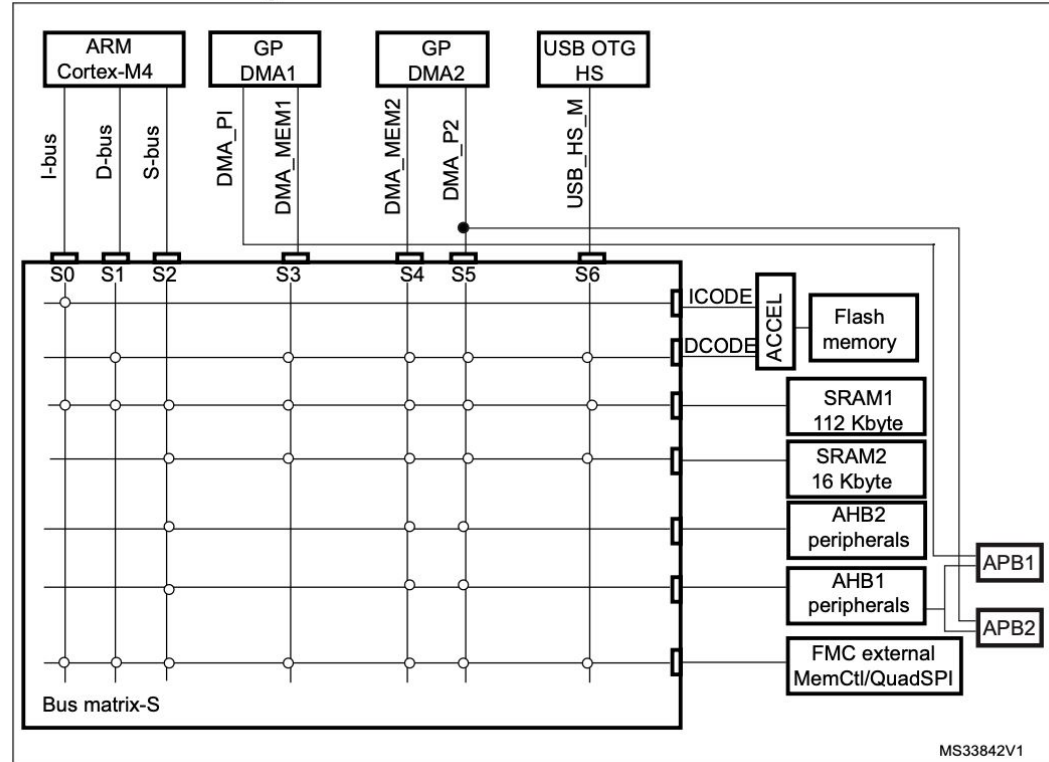 ARM
Cortex-M4
GP
DMA1
GP
DMA2
USB OTG
HS
I-bus
D-bus
S-bus
DMA_PI
DMA_MEM1
DMA_MEM2
DMA_P2
USB_HS_M
S0
S1
S2
S3
S4
S5
S6
ICODE
DCODE
ACCEL
Flash
memory
SRAM1
112 Kbyte
SRAM2
16 Kbyte
AHB2
peripherals
AHB1
peripherals
FMC external
MemCtl/QuadSPI
APB1
APB2
Bus matrix-S
MS33842V1